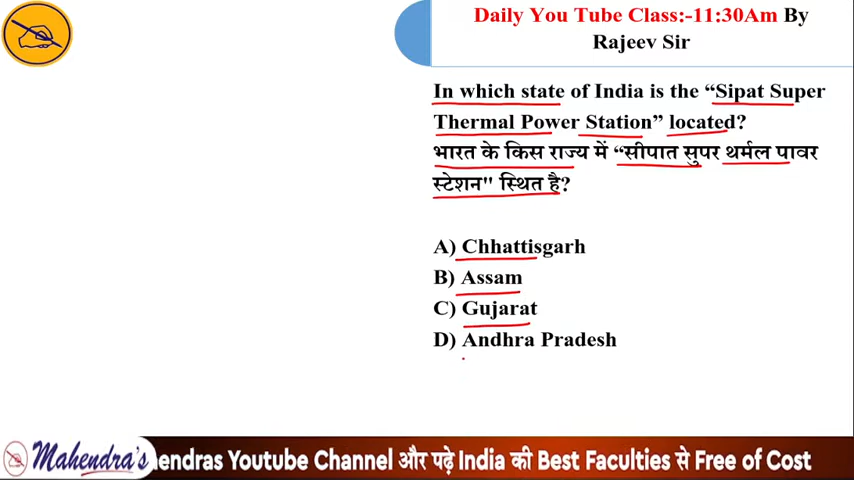 Daily You Tube Class:-11:30Am By
Rajeev Sir
In which state of India is the “Sipat Super
Thermal Power Station” located?
भारत के किस राज्य में “सीपात सुपर थर्मल पावर
स्टेशन" स्थित है?
A) Chhattisgarh
B) Assam
C) Gujarat
D) Andhra Pradesh
Mahendra's
hendras Youtube Channel और पढ़े India की Best Faculties से Free of Cost